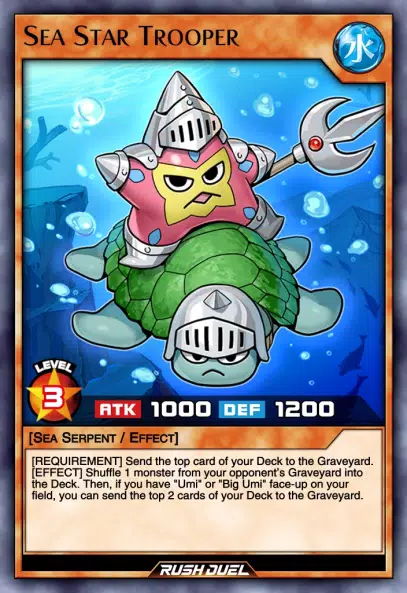 SEA STAR TROOPER
水
LEVEL
3
ATK 1000 DEF 1200
[SEA SERPENT / EFFECT]
[REQUIREMENT] Send the top card of your Deck to the Graveyard.
[EFFECT] Shuffle 1 monster from your opponent's Graveyard into
the Deck. Then, if you have "Umi" or "Big Umi" face-up on your
field, you can send the top 2 cards of your Deck to the Graveyard.
RUSH DUEL